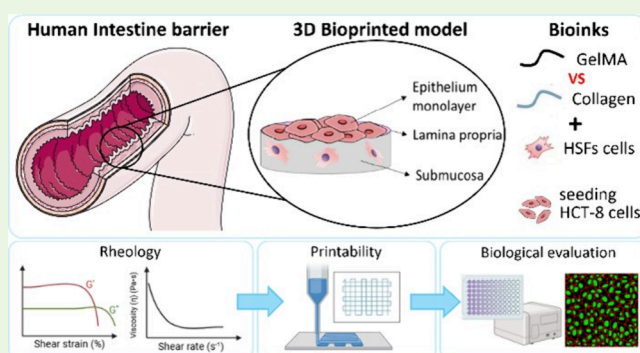 Human Intestine barrier
3D Bioprinted model
Bioinks
GelMA
VS
Collagen
+
HSFs cells
seeding
HCT-8 cells
Epithelium
monolayer
Lamina propria
Submucosa
Rheology
Printability
Biological evaluation
G'
G"
Shear strain (%)
Viscosity (η) (Pa·s)
Shear rate (s⁻¹)